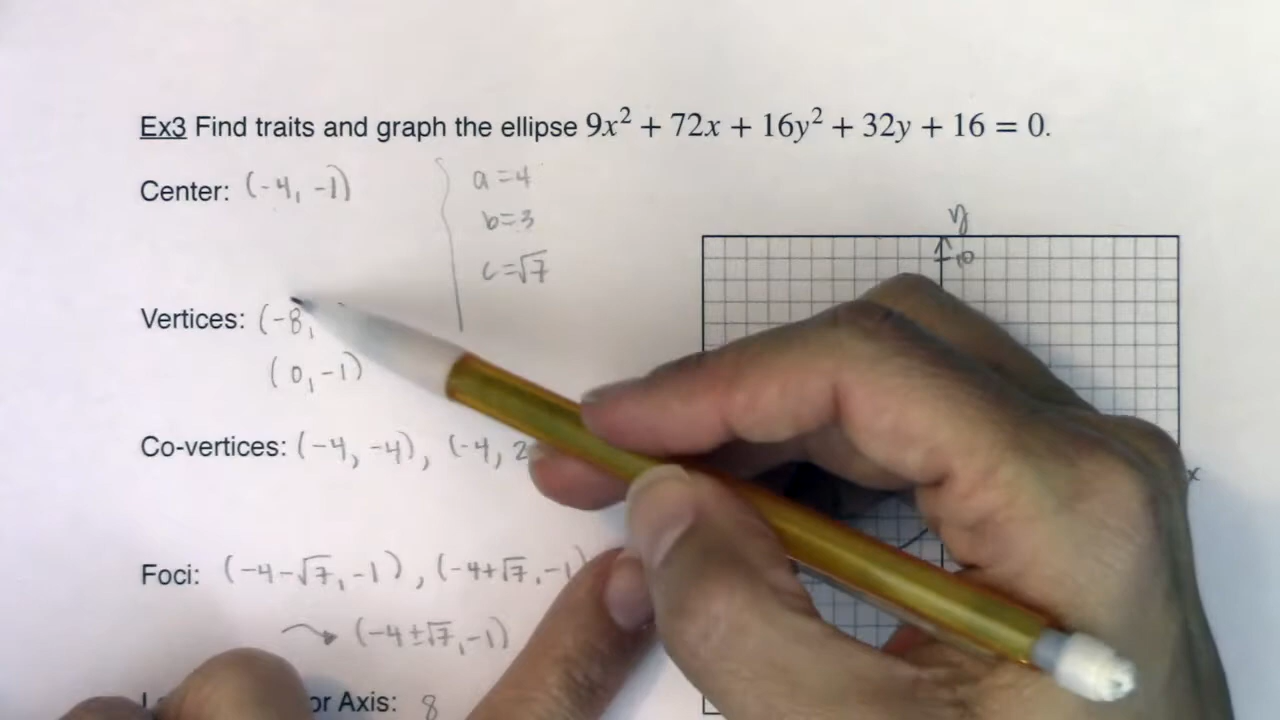 Ex3 Find traits and graph the ellipse 9x² + 72x + 16y² + 32y + 16 = 0.
Center: (-4, -1)
a = 4
b = 3
c = √7
y
10
Vertices: (-8,
(0, -1)
Co-vertices: (-4, -4), (-4, 2
x
Foci: (-4-√7, -1), (-4+√7, -1)
(-4±√7, -1)
or Axis: 8